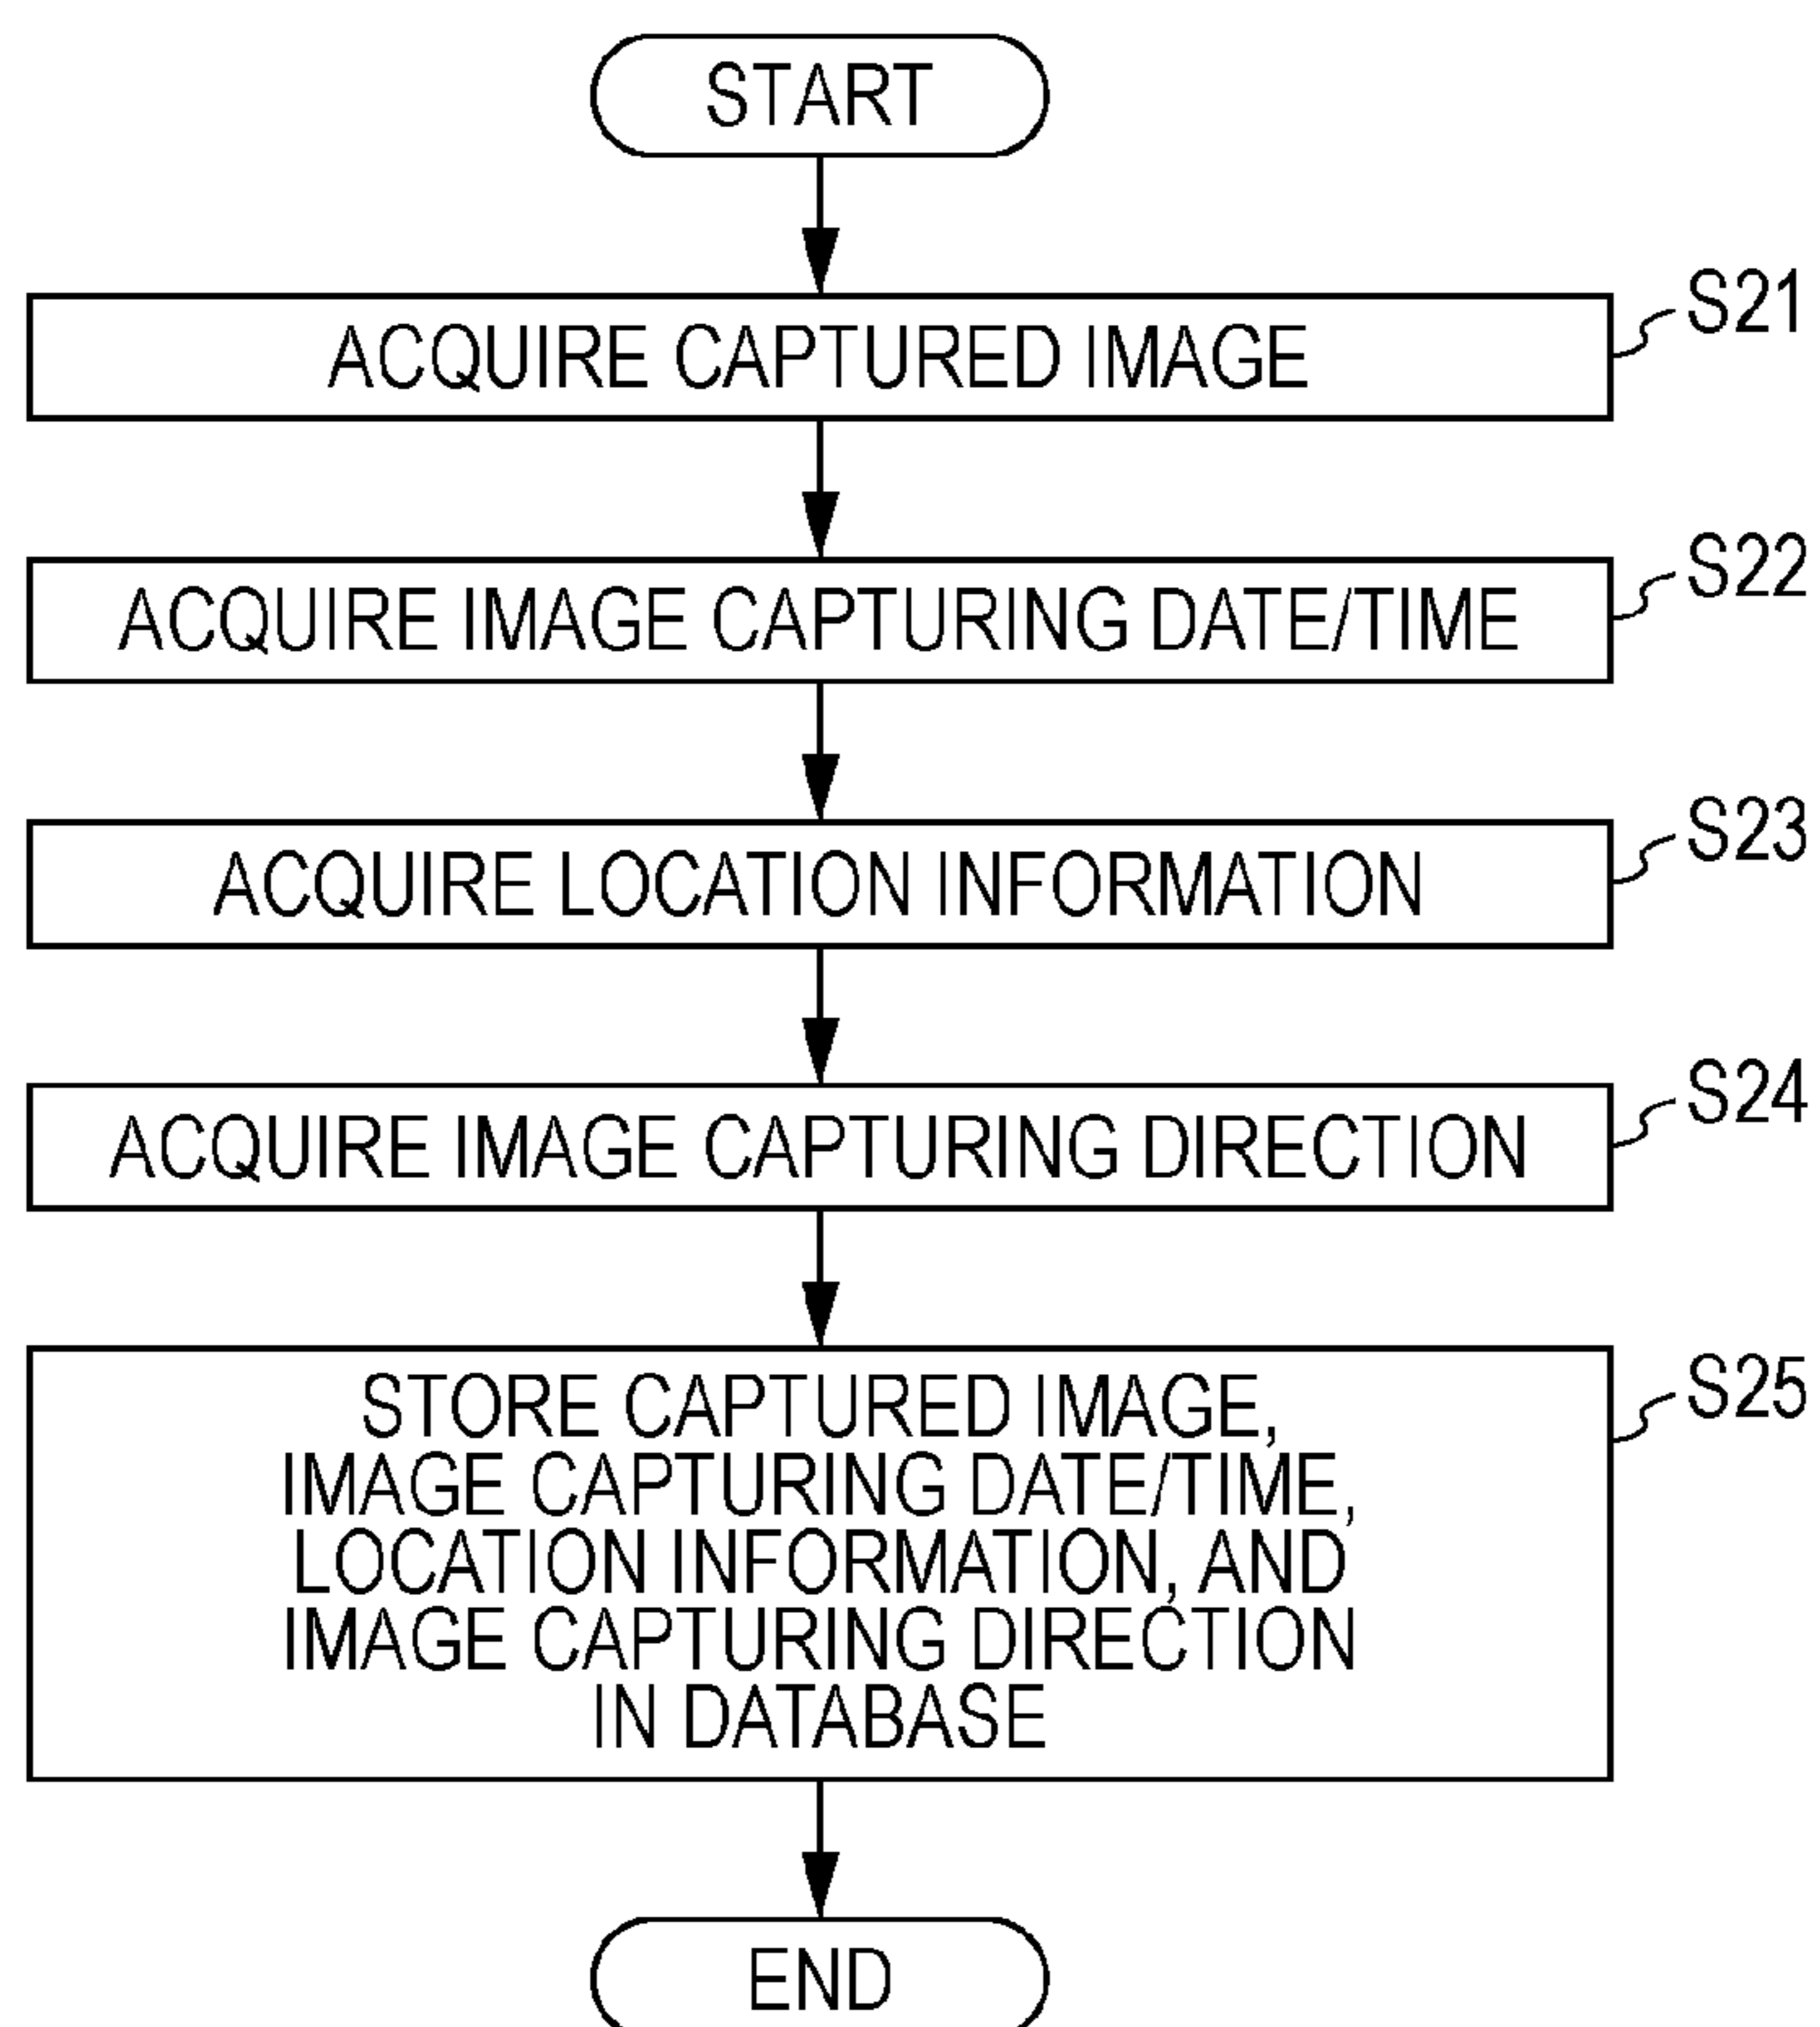 START
ACQUIRE CAPTURED IMAGE
S21
ACQUIRE IMAGE CAPTURING DATE/TIME
S22
ACQUIRE LOCATION INFORMATION
S23
ACQUIRE IMAGE CAPTURING DIRECTION
S24
STORE CAPTURED IMAGE,
IMAGE CAPTURING DATE/TIME,
LOCATION INFORMATION, AND
IMAGE CAPTURING DIRECTION
IN DATABASE
S25
END